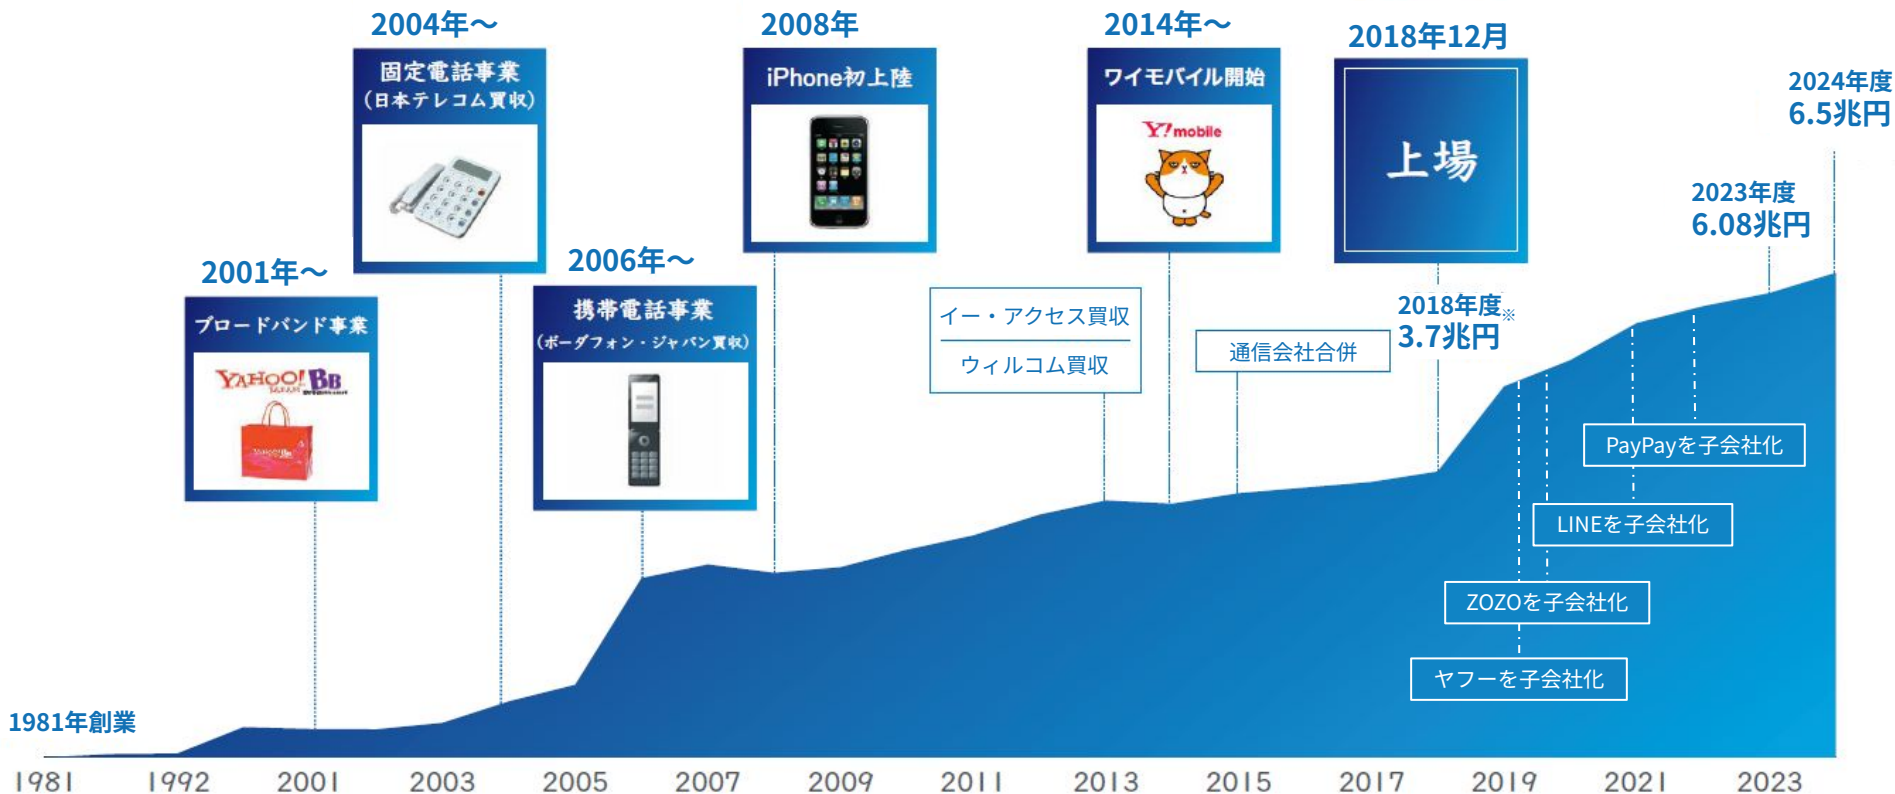 2004年～
固定電話事業
(日本テレコム買収)
2008年
iPhone初上陸
2014年～
ワイモバイル開始
Y!mobile
2018年12月
上場
2024年度
6.5兆円
2023年度
6.08兆円
2001年～
ブロードバンド事業
YAHOO! BB
JAPAN
2006年～
携帯電話事業
(ボーダフォン・ジャパン買収)
イー・アクセス買収
ウィルコム買収
通信会社合併
2018年度※
3.7兆円
PayPayを子会社化
LINEを子会社化
ZOZOを子会社化
ヤフーを子会社化
1981年創業
1981 1992 2001 2003 2005 2007 2009 2011 2013 2015 2017 2019 2021 2023